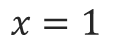 x = 1